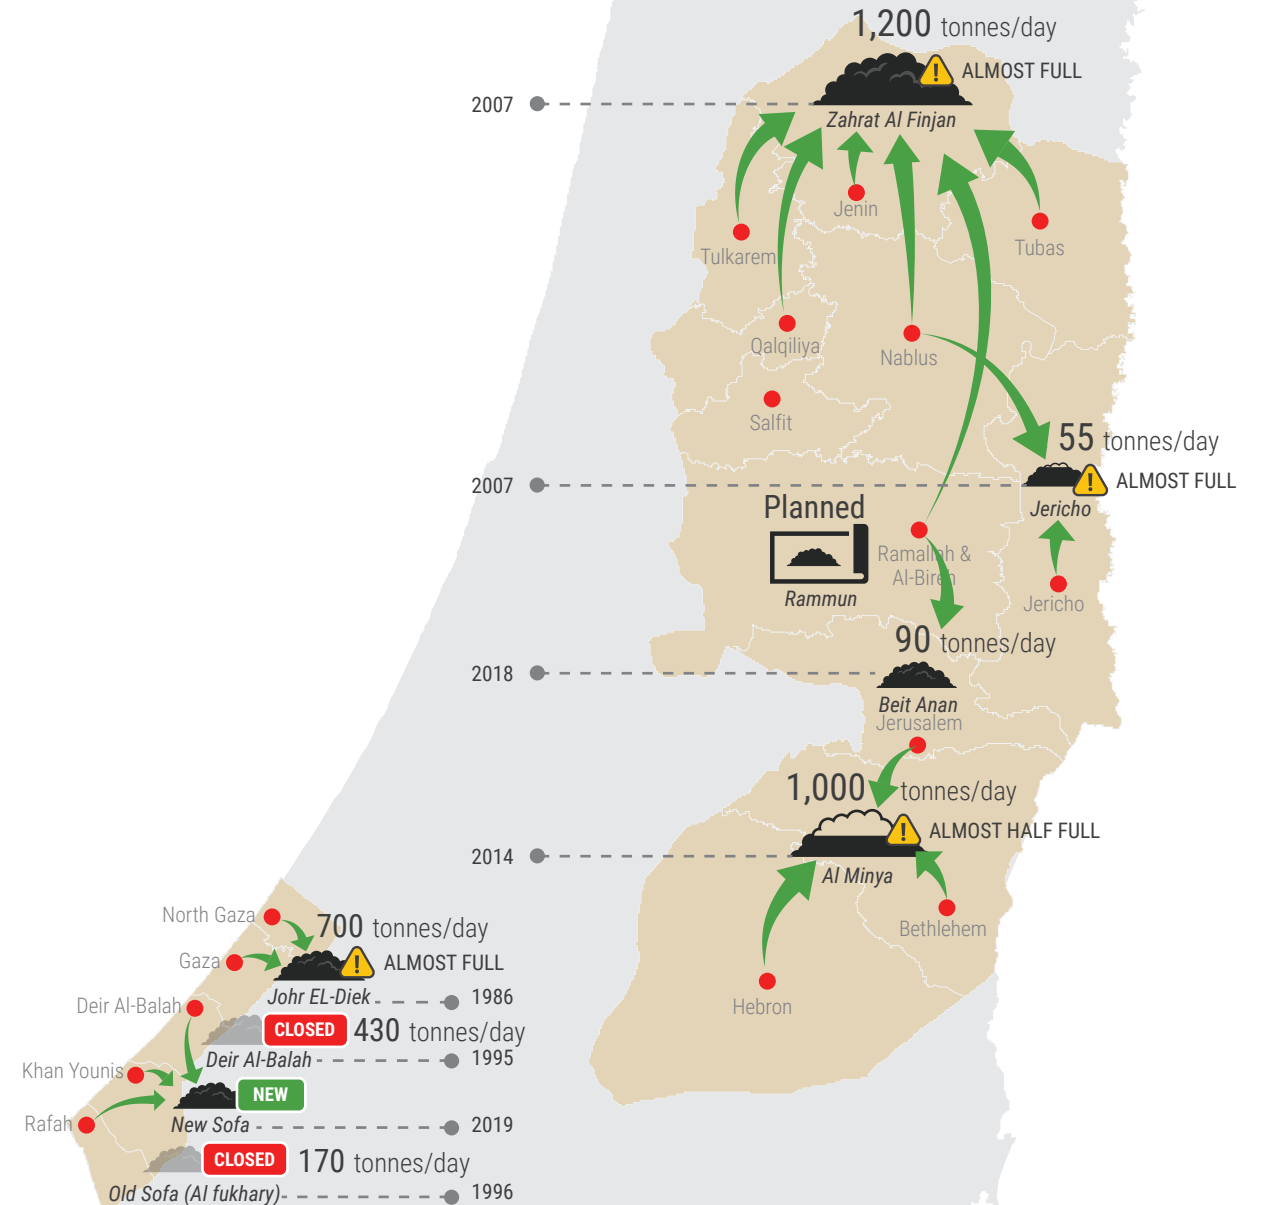 1,200 tonnes/day
ALMOST FULL
2007
Zahrat Al Finjan
Jenin
Tulkarem
Tubas
Qalqiliya
Nablus
Salfit
55 tonnes/day
2007
ALMOST FULL
Jericho
Planned
Rammun
Ramallah &
Al-Bireh
Jericho
90 tonnes/day
2018
Beit Anan
Jerusalem
1,000 tonnes/day
ALMOST HALF FULL
2014
Al Minya
Bethlehem
Hebron
North Gaza
700 tonnes/day
Gaza
ALMOST FULL
Johr EL-Diek
1986
Deir Al-Balah
CLOSED 430 tonnes/day
Deir Al-Balah
1995
Khan Younis
NEW
Rafah
New Sofa
2019
CLOSED 170 tonnes/day
Old Sofa (Al fukhary)
1996